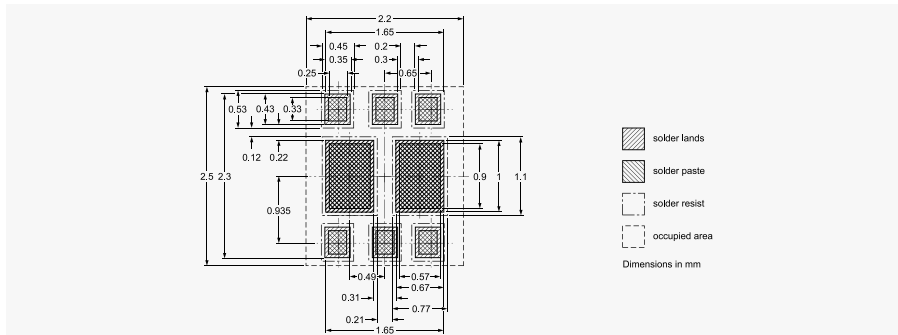 2.2
1.65
0.45 0.2
0.35 0.3
0.25 0.65
0.53 0.43 0.33
0.12 0.22
2.5 2.3 0.9 1 1.1
0.935
0.49 0.57
0.31 0.67
0.77
0.21
1.65
solder lands
solder paste
solder resist
occupied area
Dimensions in mm